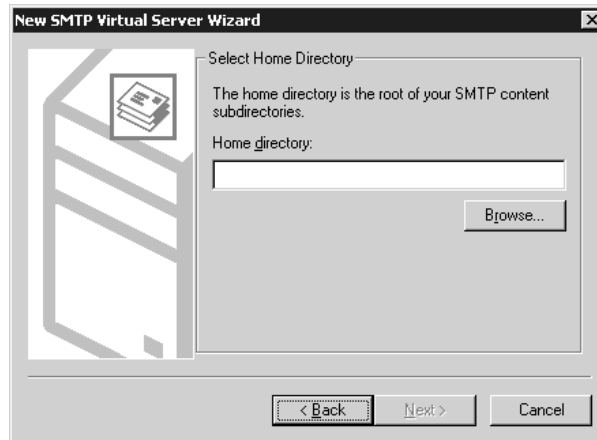 New SMTP Virtual Server Wizard
Select Home Directory
The home directory is the root of your SMTP content
subdirectories.
Home directory:
Browse...
< Back
Next >
Cancel